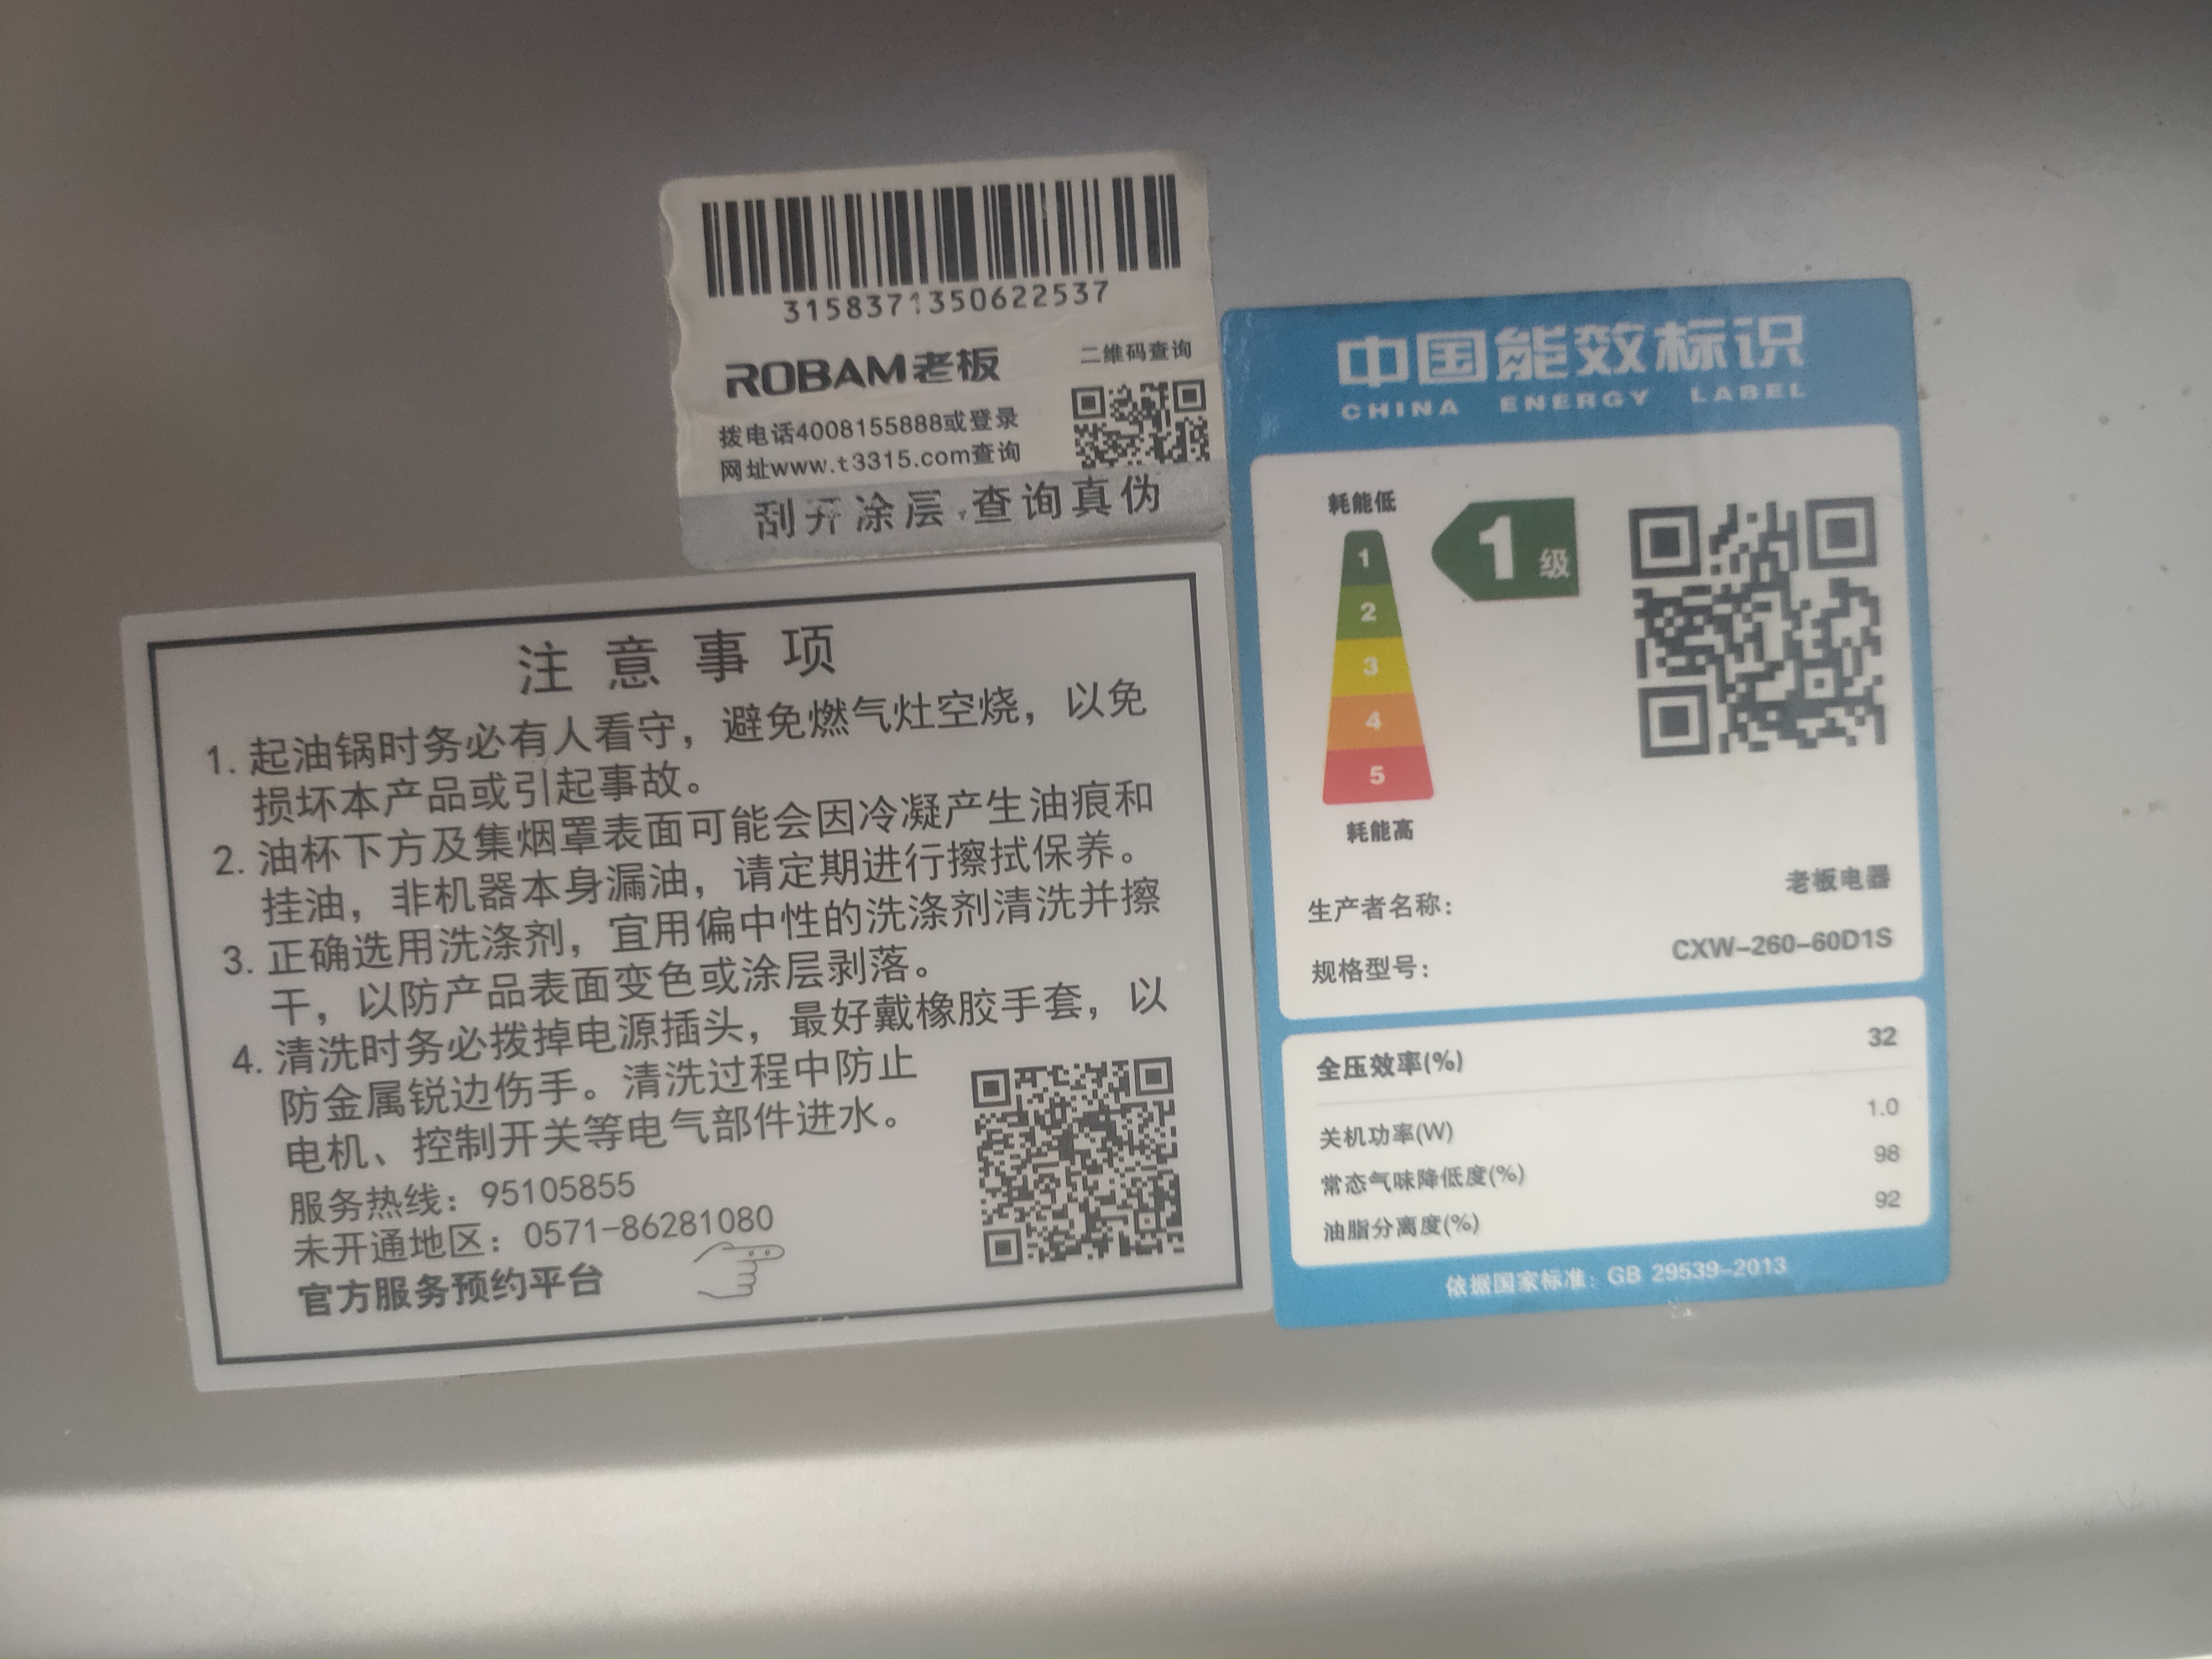 3158371350622537
ROBAM老板
二维码查询
拨电话4008155888或登录
网址www.t3315.com查询
刮开涂层,查询真伪
注意事项
1. 起油锅时务必有人看守，避免燃气灶空烧，以免
损坏本产品或引起事故。
2. 油杯下方及集烟罩表面可能会因冷凝产生油痕和
挂油，非机器本身漏油，请定期进行擦拭保养。
3. 正确选用洗涤剂，宜用偏中性的洗涤剂清洗并擦
干，以防产品表面变色或涂层剥落。
4. 清洗时务必拨掉电源插头，最好戴橡胶手套，以
防金属锐边伤手。清洗过程中防止
电机、控制开关等电气部件进水。
服务热线：95105855
未开通地区：0571-86281080
官方服务预约平台
中国能效标识
CHINA ENERGY LABEL
耗能低
1
2
3
4
5
耗能高
1级
生产者名称： 老板电器
规格型号： CXW-260-60D1S
全压效率(%) 32
关机功率(W) 1.0
常态气味降低度(%) 98
油脂分离度(%) 92
依据国家标准：GB 29539-2013